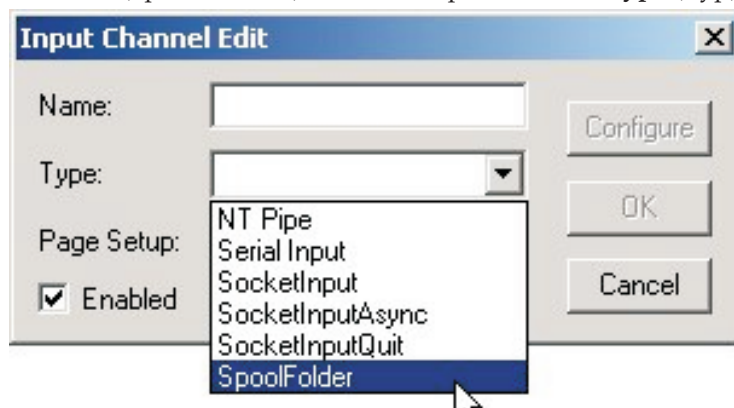 Input Channel Edit
Name:
Configure
Type:
OK
NT Pipe
Page Setup:
Serial Input
SocketInput
Enabled
Cancel
SocketInputAsync
SocketInputQuit
SpoolFolder